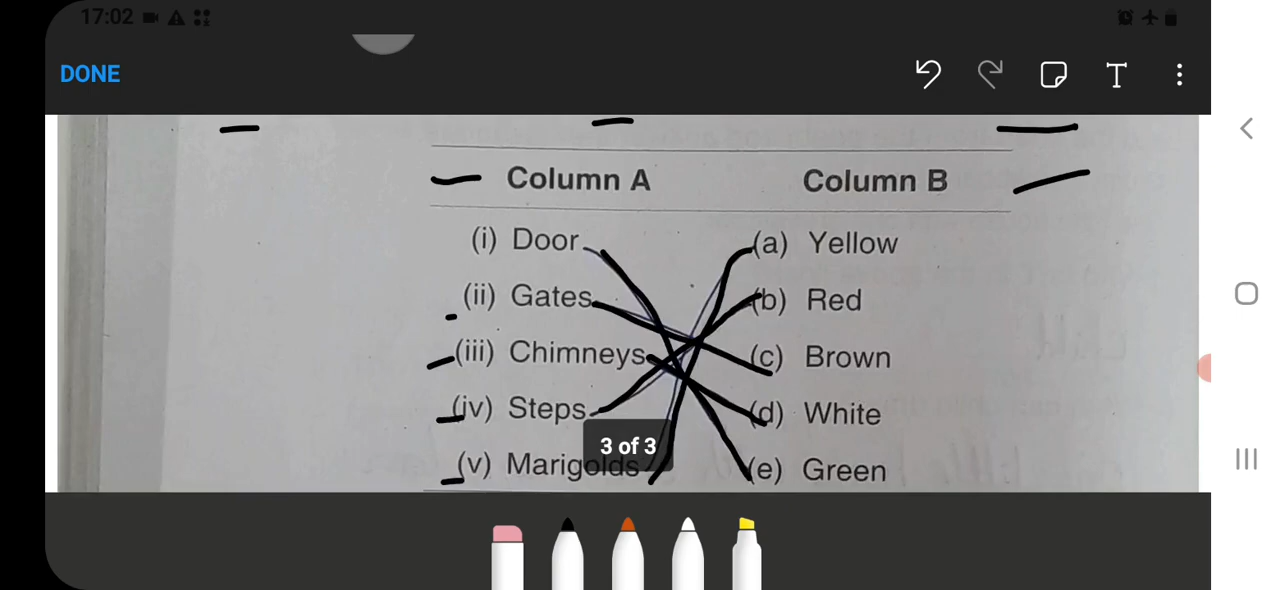 17:02
DONE
T
Column A Column B
(i) Door (a) Yellow
(ii) Gates (b) Red
(iii) Chimneys (c) Brown
(iv) Steps (d) White
3 of 3
(v) Marigolds (e) Green